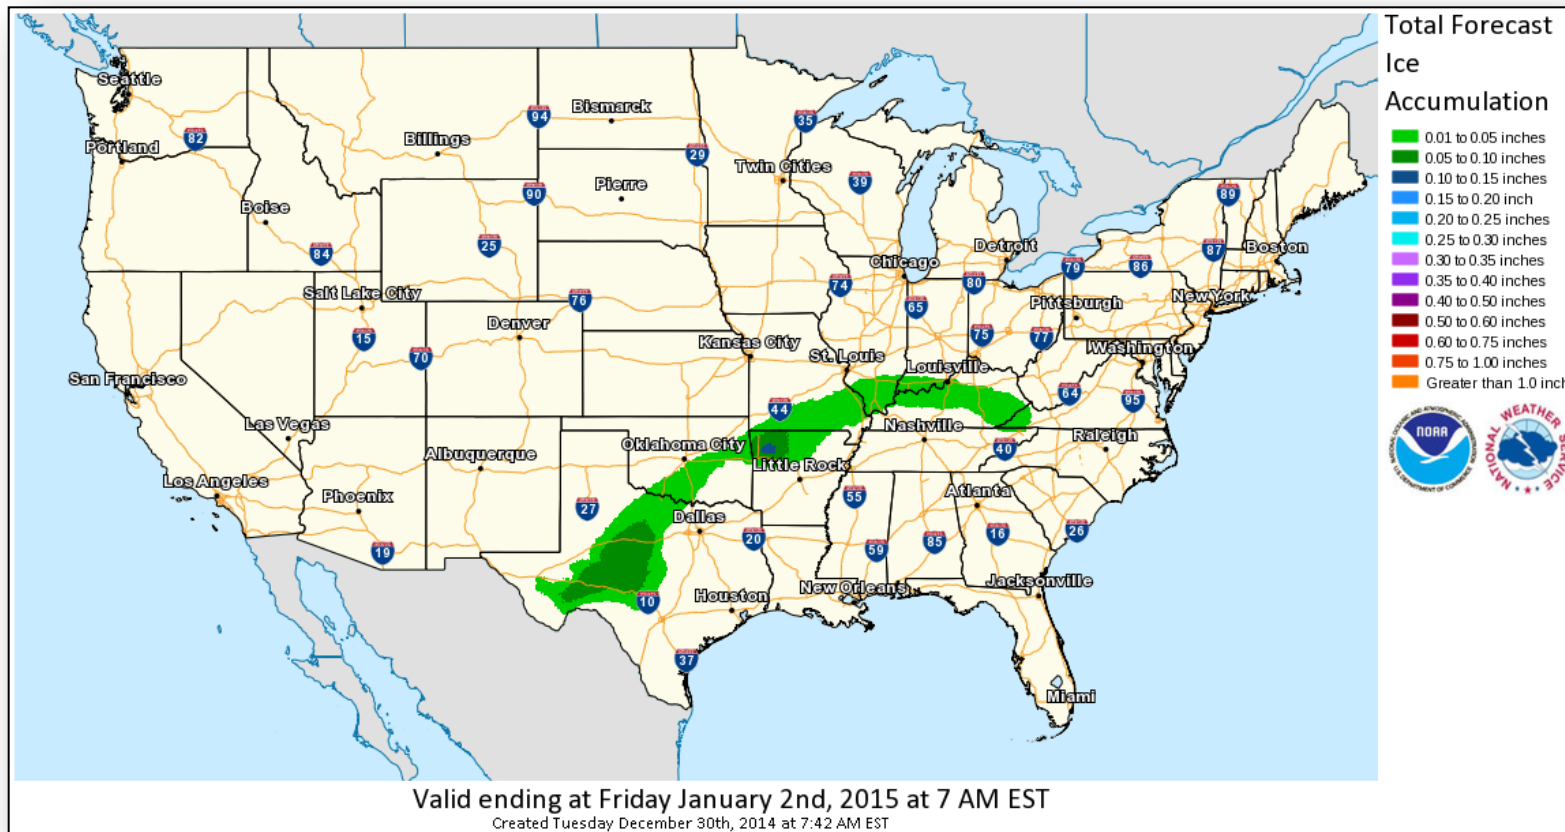 Total Forecast
Ice
Accumulation
0.01 to 0.05 inches
0.05 to 0.10 inches
0.10 to 0.15 inches
0.15 to 0.20 inch
0.20 to 0.25 inches
0.25 to 0.30 inches
0.30 to 0.35 inches
0.35 to 0.40 inches
0.40 to 0.50 inches
0.50 to 0.60 inches
0.60 to 0.75 inches
0.75 to 1.00 inches
Greater than 1.0 inch
NOAA
NATIONAL WEATHER SERVICE
Seattle
Bismarck
94
35
82
Billings
Portland
29
Twin Cities
39
Pierre
90
89
Boise
25
84
Detroit
87
Boston
Chicago
79
86
74
80
Salt Lake City
76
65
Pittsburgh
New York
Denver
15
75
77
70
Kansas City
St. Louis
Washington
Louisville
San Francisco
64
95
44
Las Vegas
Nashville
Raleigh
Oklahoma City
40
Albuquerque
Little Rock
Los Angeles
Phoenix
55
Atlanta
27
Dallas
20
16
26
19
59
85
Jacksonville
New Orleans
Houston
10
37
Miami
Valid ending at Friday January 2nd, 2015 at 7 AM EST
Created Tuesday December 30th, 2014 at 7:42 AM EST